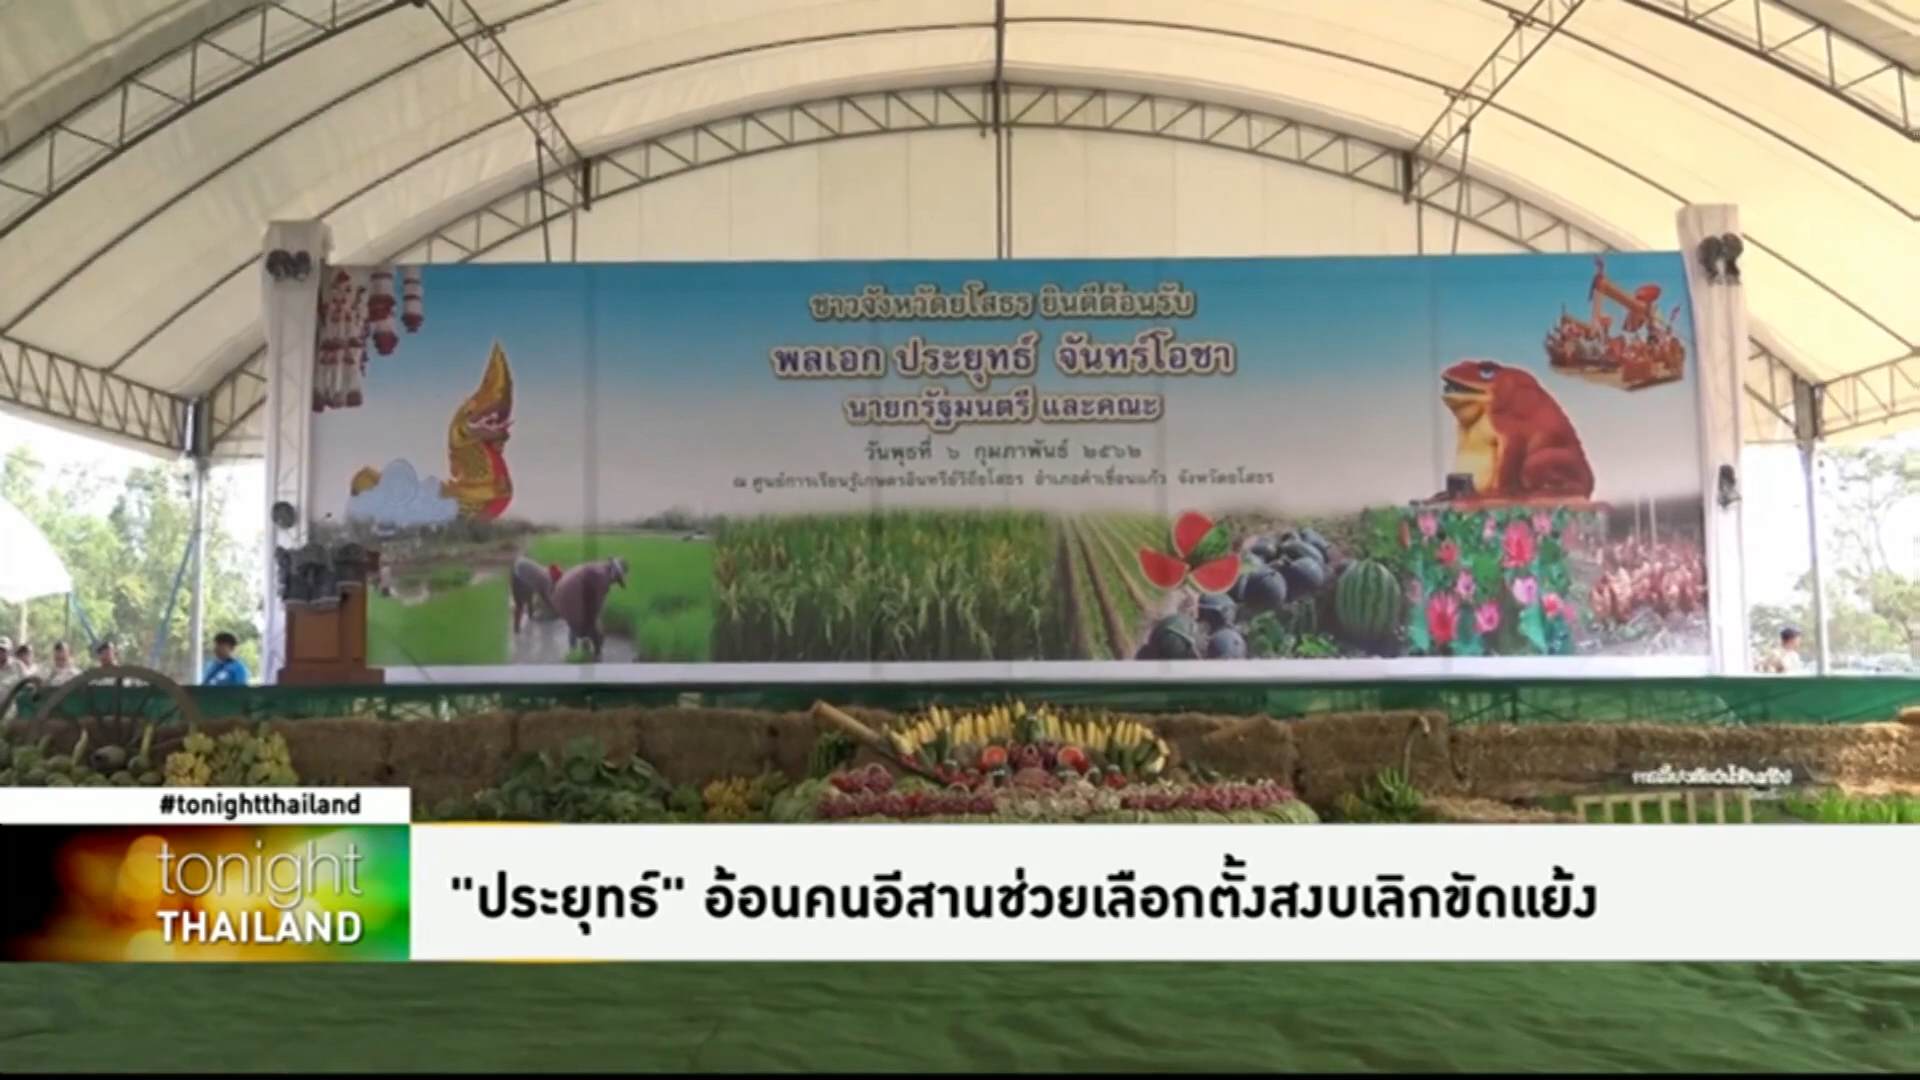 ชาวจังหวัดยโสธร ยินดีต้อนรับ
พลเอก ประยุทธ์ จันทร์โอชา
นายกรัฐมนตรี และคณะ
วันพุธที่ ๖ กุมภาพันธ์ ๒๕๖๒
ณ ศูนย์การเรียนรู้เกษตรอินทรีย์วิถียโสธร อำเภอคำเขื่อนแก้ว จังหวัดยโสธร
#tonightthailand
tonight
THAILAND
"ประยุทธ์" อ้อนคนอีสานช่วยเลือกตั้งสงบเลิกขัดแย้ง